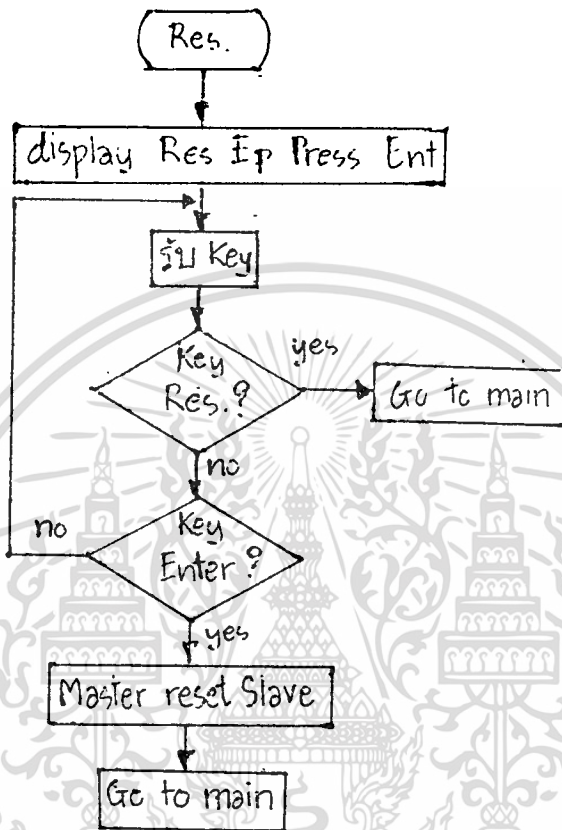 Res.
display Res Ep Press Ent
รับ Key
Key
Res.?
yes
Go to main
no
Key
Enter?
no
yes
Master reset Slave
Go to main